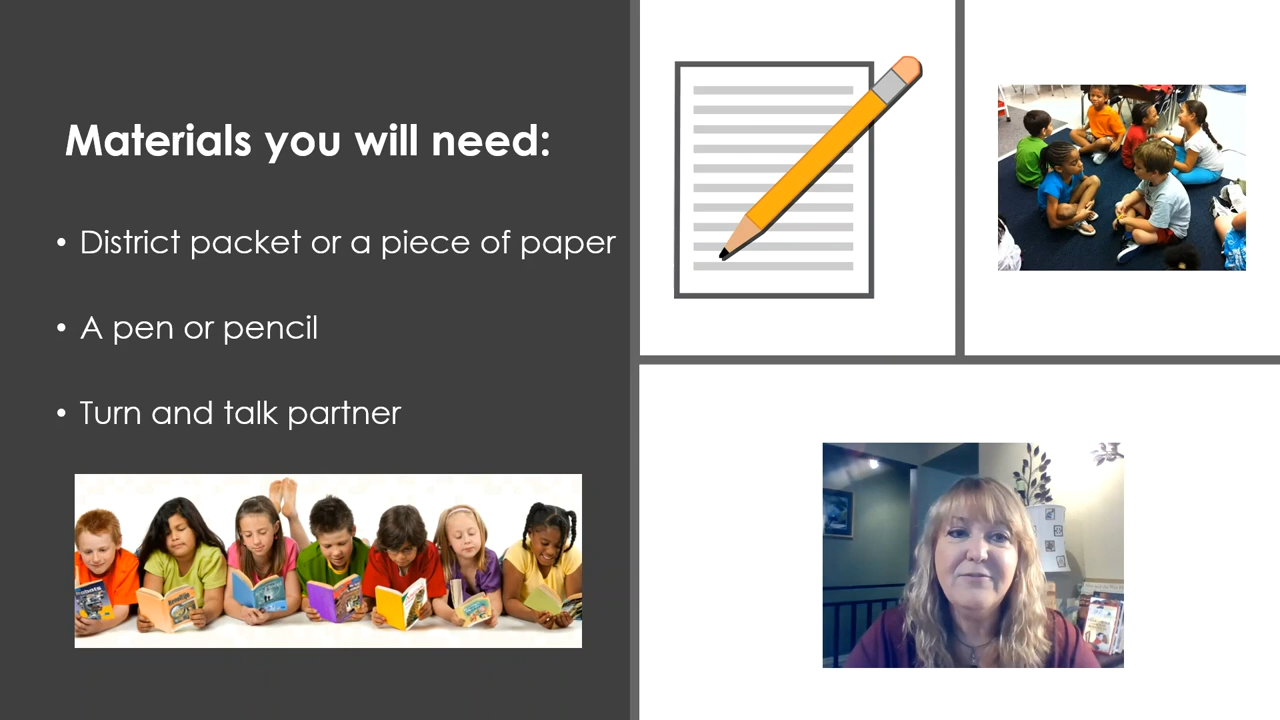 Materials you will need:
• District packet or a piece of paper
• A pen or pencil
• Turn and talk partner